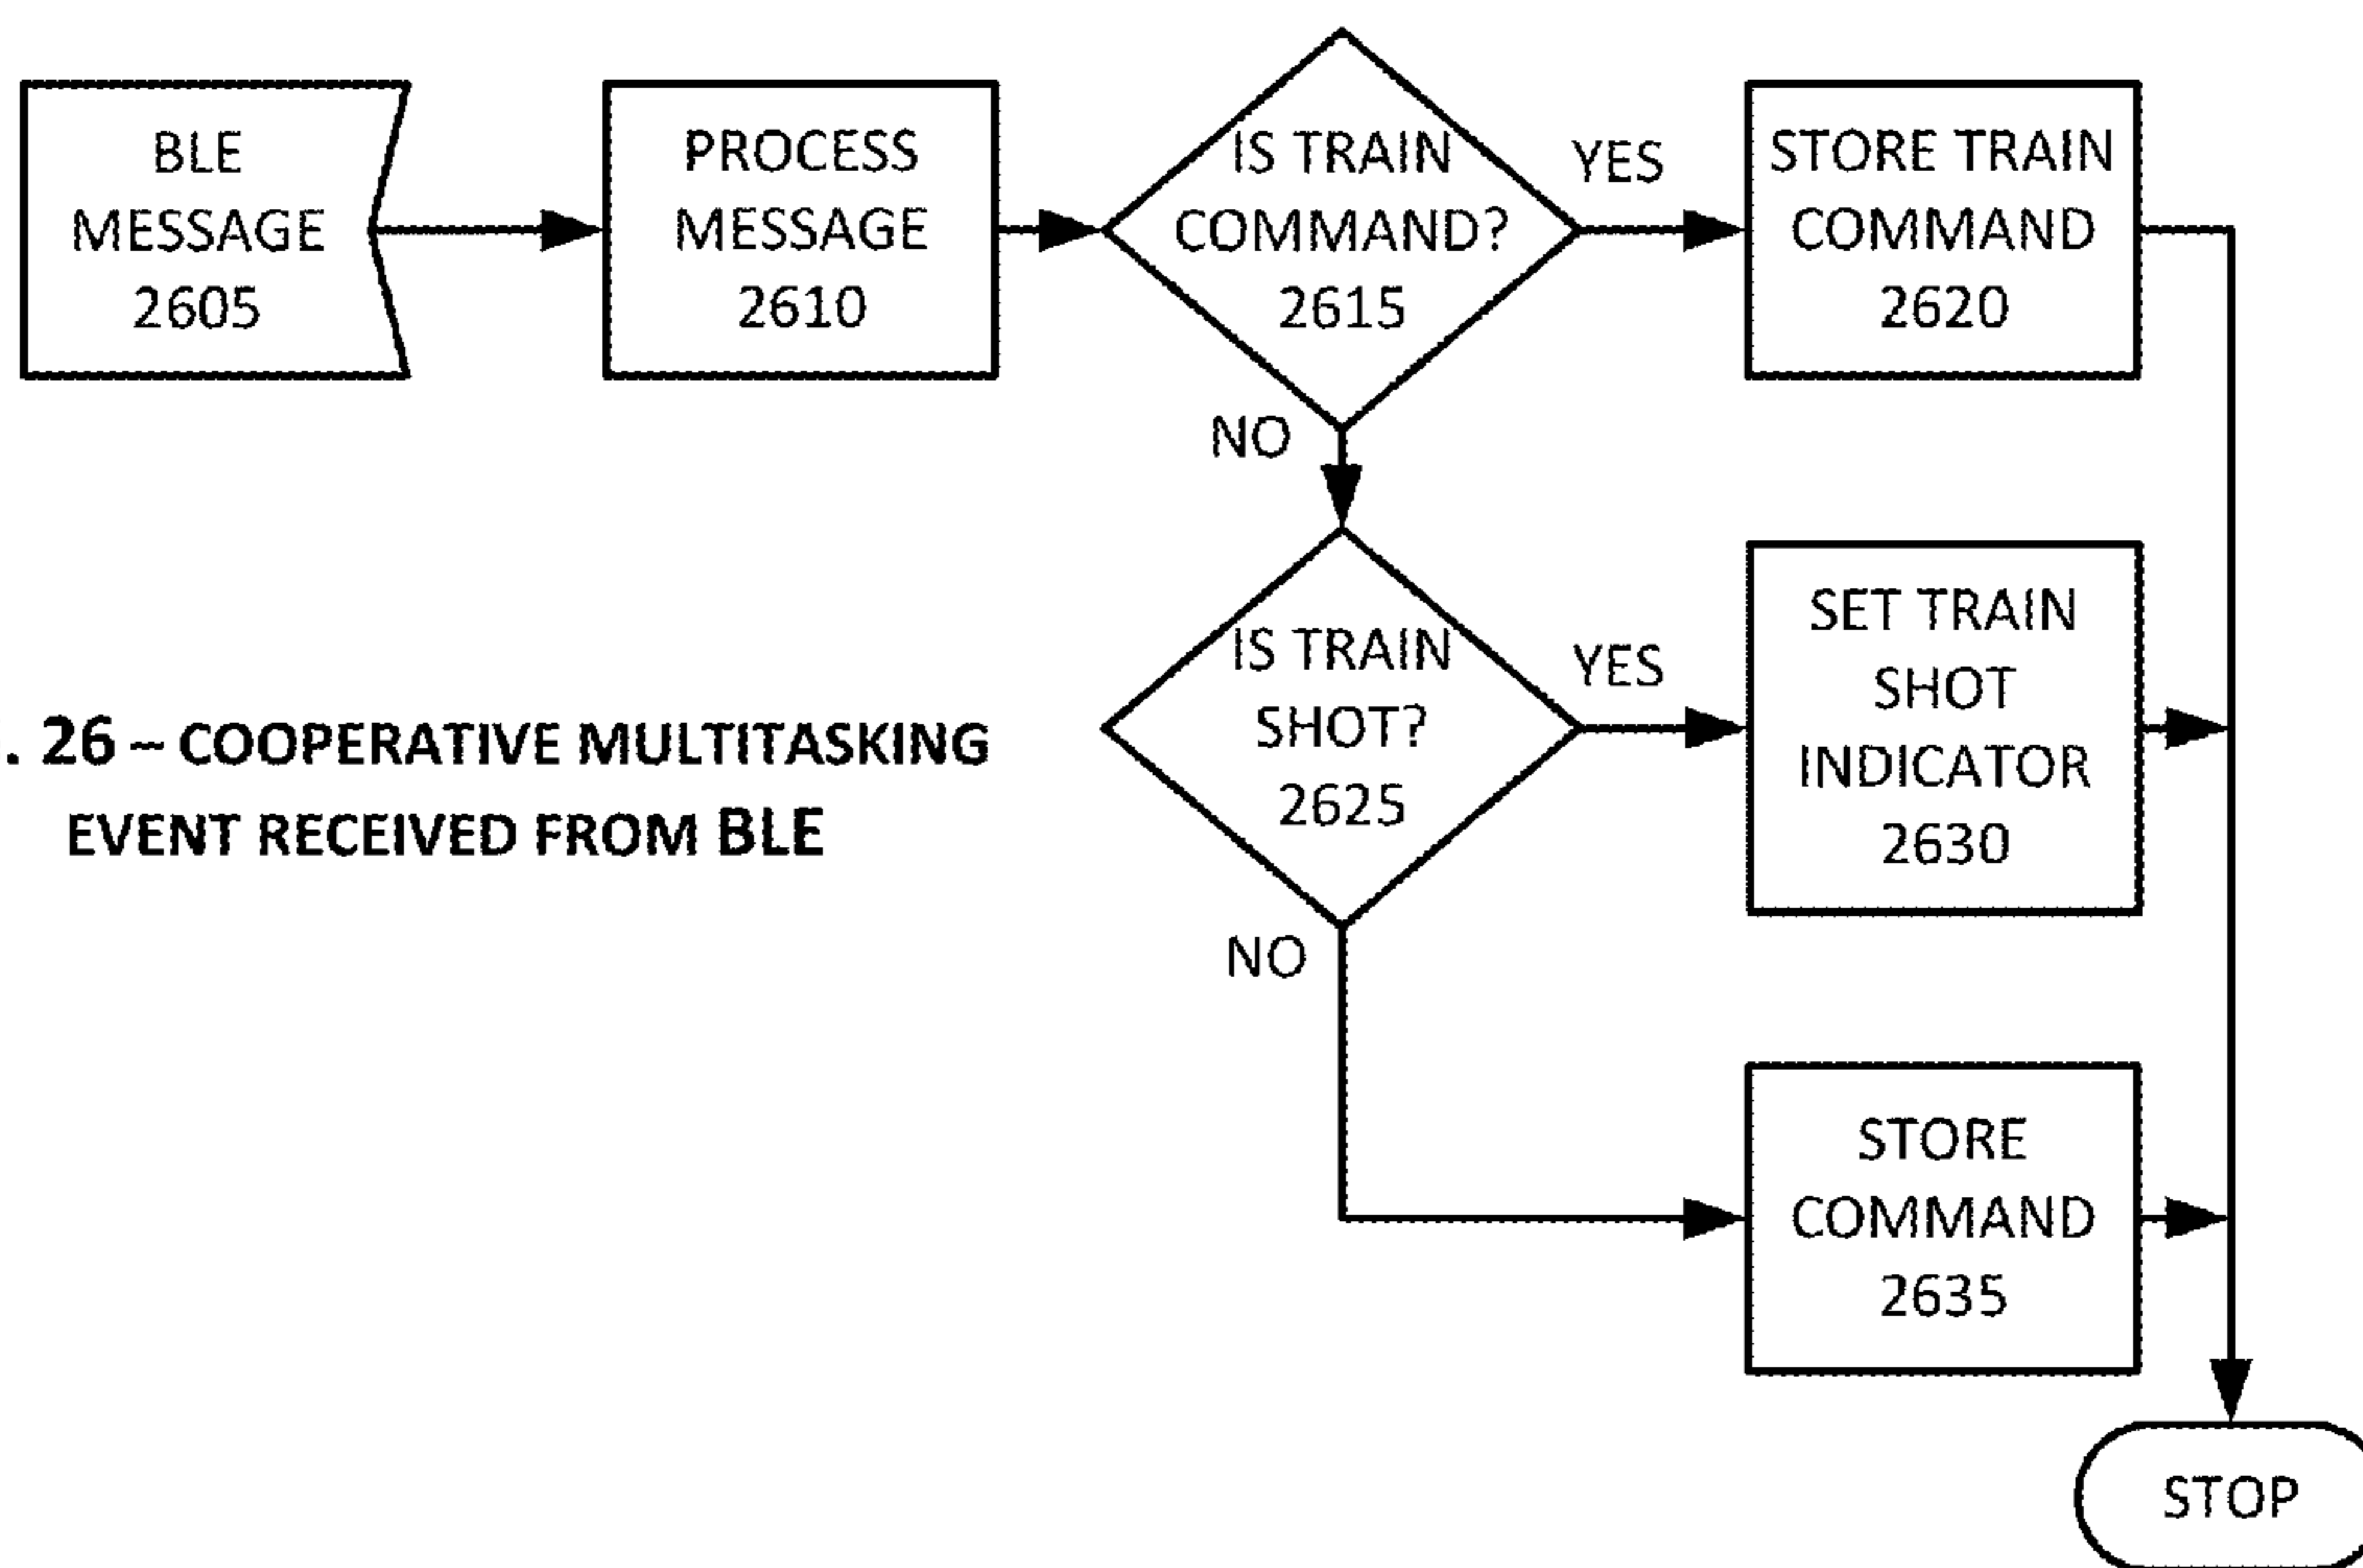 BLE
MESSAGE
2605
PROCESS
MESSAGE
2610
IS TRAIN
COMMAND?
2615
YES
STORE TRAIN
COMMAND
2620
NO
IS TRAIN
SHOT?
2625
YES
SET TRAIN
SHOT
INDICATOR
2630
. 26 – COOPERATIVE MULTITASKING
EVENT RECEIVED FROM BLE
NO
STORE
COMMAND
2635
STOP